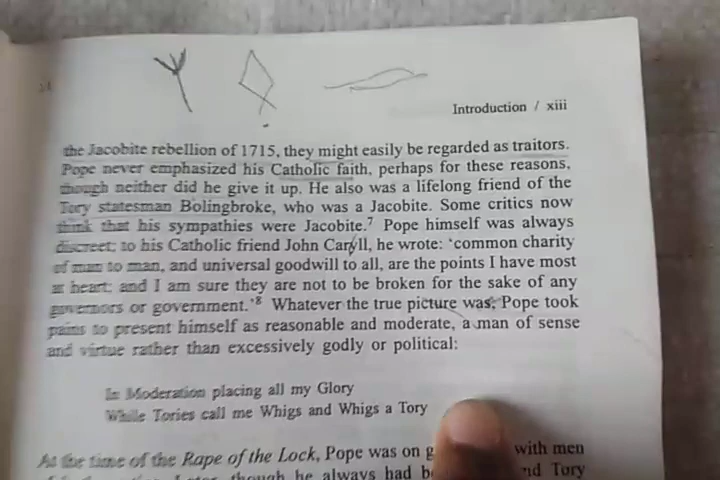 Introduction / xiii
the Jacobite rebellion of 1715, they might easily be regarded as traitors.
Pope never emphasized his Catholic faith, perhaps for these reasons,
though neither did he give it up. He also was a lifelong friend of the
Tory statesman Bolingbroke, who was a Jacobite. Some critics now
think that his sympathies were Jacobite.7 Pope himself was always
discreet; to his Catholic friend John Caryll, he wrote: ‘common charity
of man to man, and universal goodwill to all, are the points I have most
at heart; and I am sure they are not to be broken for the sake of any
governors or government.’8 Whatever the true picture was, Pope took
pains to present himself as reasonable and moderate, a man of sense
and virtue rather than excessively godly or political:
In Moderation placing all my Glory
While Tories call me Whigs and Whigs a Tory
At the time of the Rape of the Lock, Pope was on with men
though he always had Tory